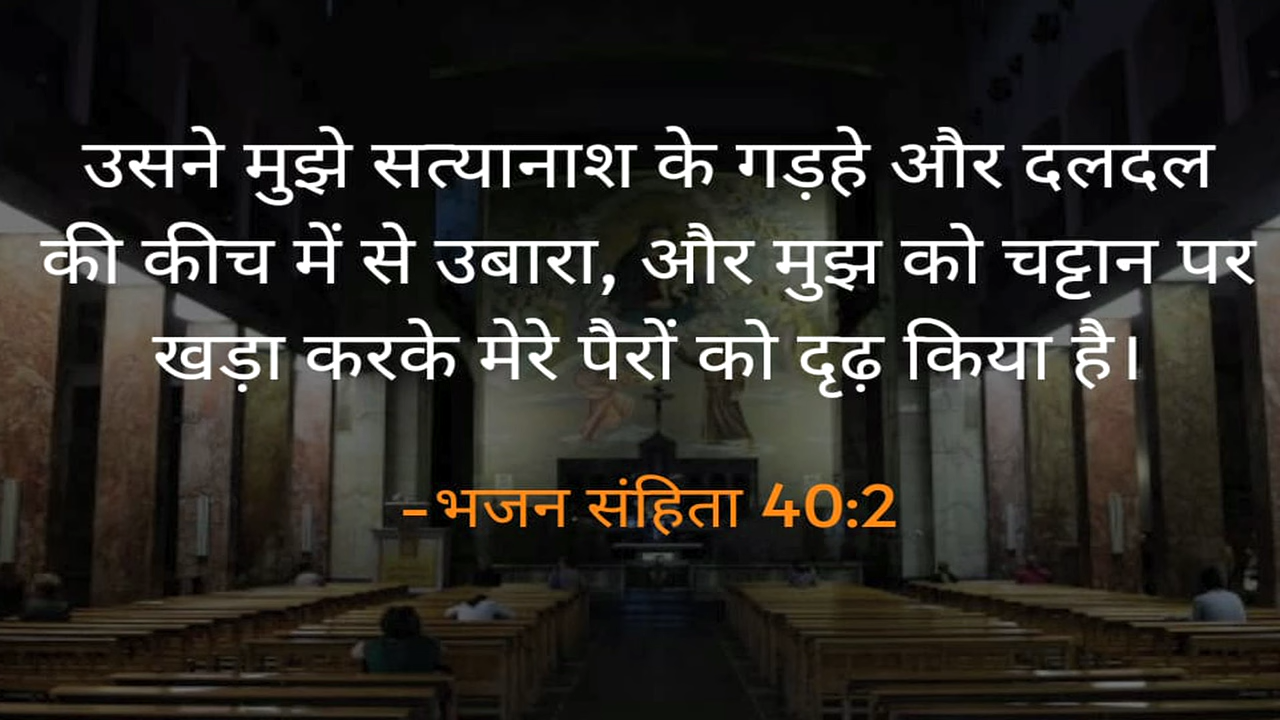 उसने मुझे सत्यानाश के गड़हे और दलदल
की कीच में से उबारा, और मुझ को चट्टान पर
खड़ा करके मेरे पैरों को दृढ़ किया है।
-भजन संहिता 40:2